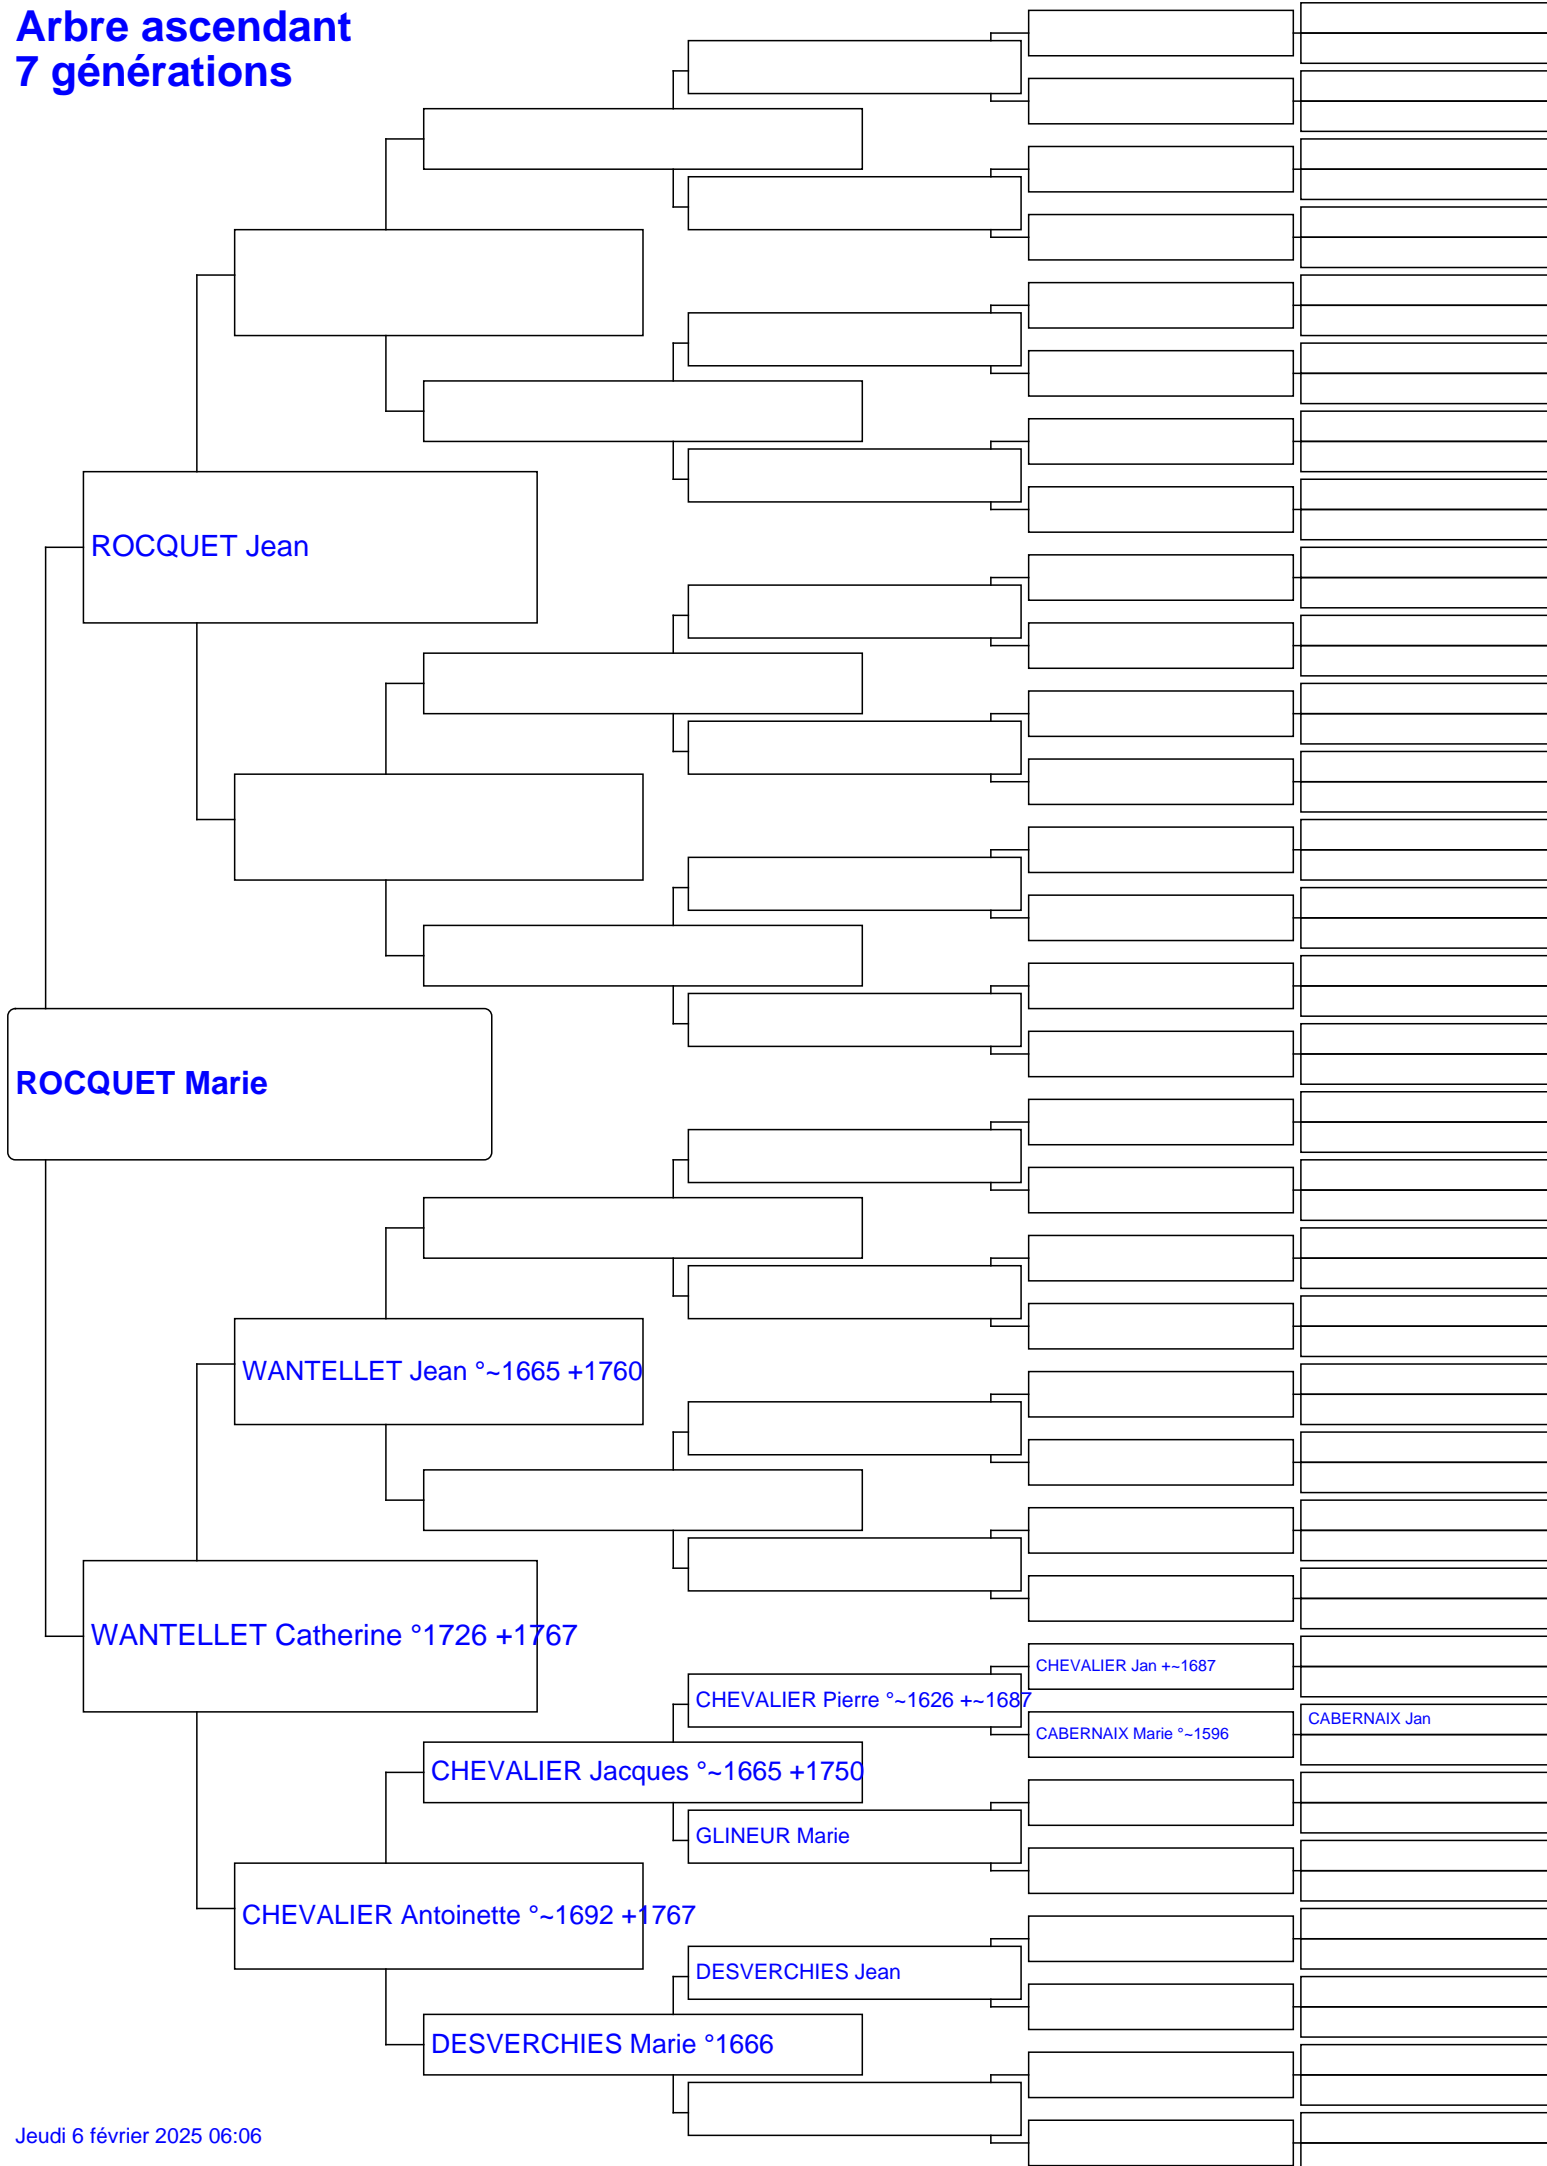 Arbre ascendant
7 générations
ROCQUET Jean
ROCQUET Marie
WANTELLET Jean °~1665 +1760
WANTELLET Catherine °1726 +1767
CHEVALIER Jan +~1687
CHEVALIER Pierre °~1626 +~1687
CABERNAIX Jan
CABERNAIX Marie °~1596
CHEVALIER Jacques °~1665 +1750
GLINEUR Marie
CHEVALIER Antoinette °~1692 +1767
DESVERCHIES Jean
DESVERCHIES Marie °1666
Jeudi 6 février 2025 06:06